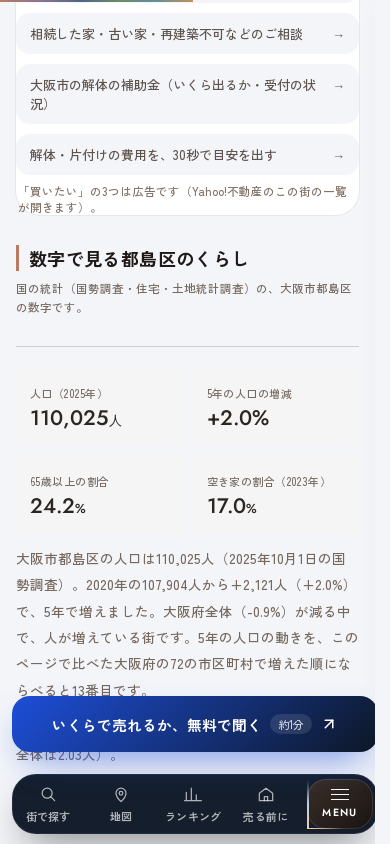 相続した家・古い家・再建築不可などのご相談 →
大阪市の解体の補助金（いくら出るか・受付の状
況） →
解体・片付けの費用を、30秒で目安を出す →
「買いたい」の3つは広告です（Yahoo!不動産のこの街の一覧
が開きます）。
数字で見る都島区のくらし
国の統計（国勢調査・住宅・土地統計調査）の、大阪市都島区
の数字です。
人口（2025年）
110,025人
5年の人口の増減
+2.0%
65歳以上の割合
24.2%
空き家の割合（2023年）
17.0%
大阪市都島区の人口は110,025人（2025年10月1日の国
勢調査）。2020年の107,904人から+2,121人（+2.0%）
で、5年で増えました。大阪府全体（-0.9%）が減る中
で、人が増えている街です。5年の人口の動きを、この
ページで比べた大阪府の72の市区町村で増えた順にな
らべると13番目です。
いくらで売れるか、無料で聞く 約1分
全体は2.03人）。
街で探す
地図
ランキング
売る前に
MENU